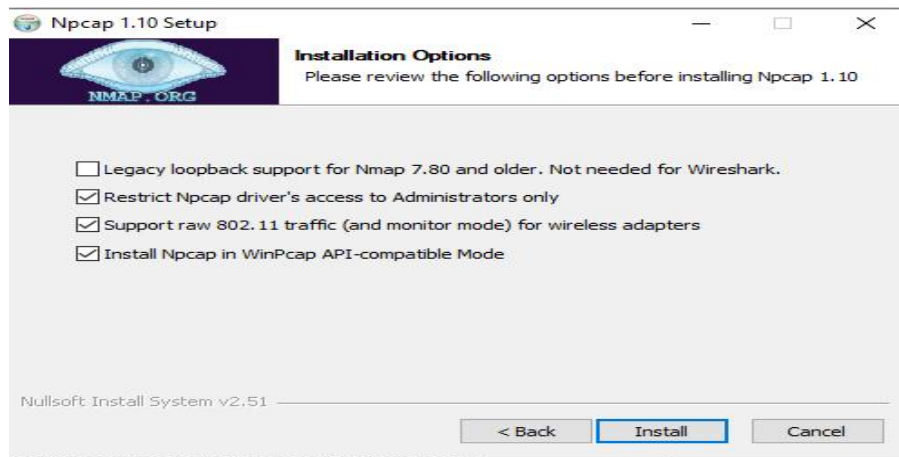 Npcap 1.10 Setup
NMAP.ORG
Installation Options
Please review the following options before installing Npcap 1.10
Legacy loopback support for Nmap 7.80 and older. Not needed for Wireshark.
Restrict Npcap driver's access to Administrators only
Support raw 802.11 traffic (and monitor mode) for wireless adapters
Install Npcap in WinPcap API-compatible Mode
Nullsoft Install System v2.51
< Back Install Cancel